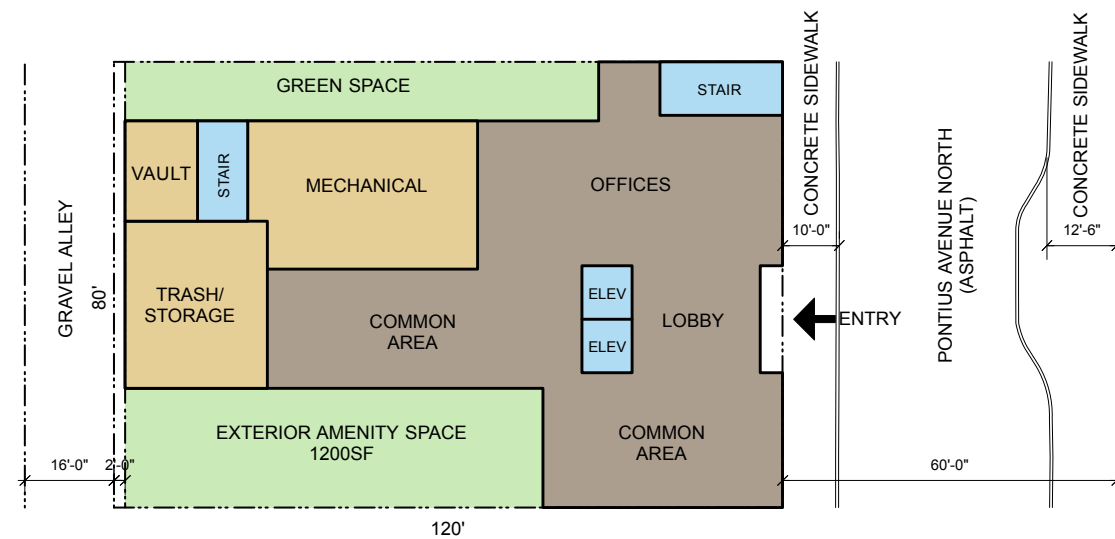 GREEN SPACE
STAIR
VAULT
STAIR
MECHANICAL
OFFICES
TRASH/
STORAGE
COMMON
AREA
ELEV
ELEV
LOBBY
ENTRY
EXTERIOR AMENITY SPACE
1200SF
COMMON
AREA
GRAVEL ALLEY
80'
16'-0"
2'-0"
120'
CONCRETE SIDEWALK
10'-0"
PONTIUS AVENUE NORTH
(ASPHALT)
CONCRETE SIDEWALK
12'-6"
60'-0"